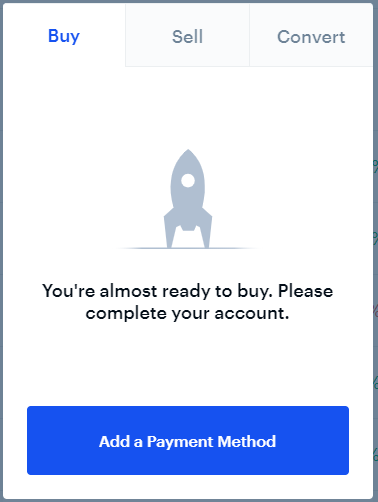 Buy
Sell
Convert
You're almost ready to buy. Please
complete your account.
Add a Payment Method